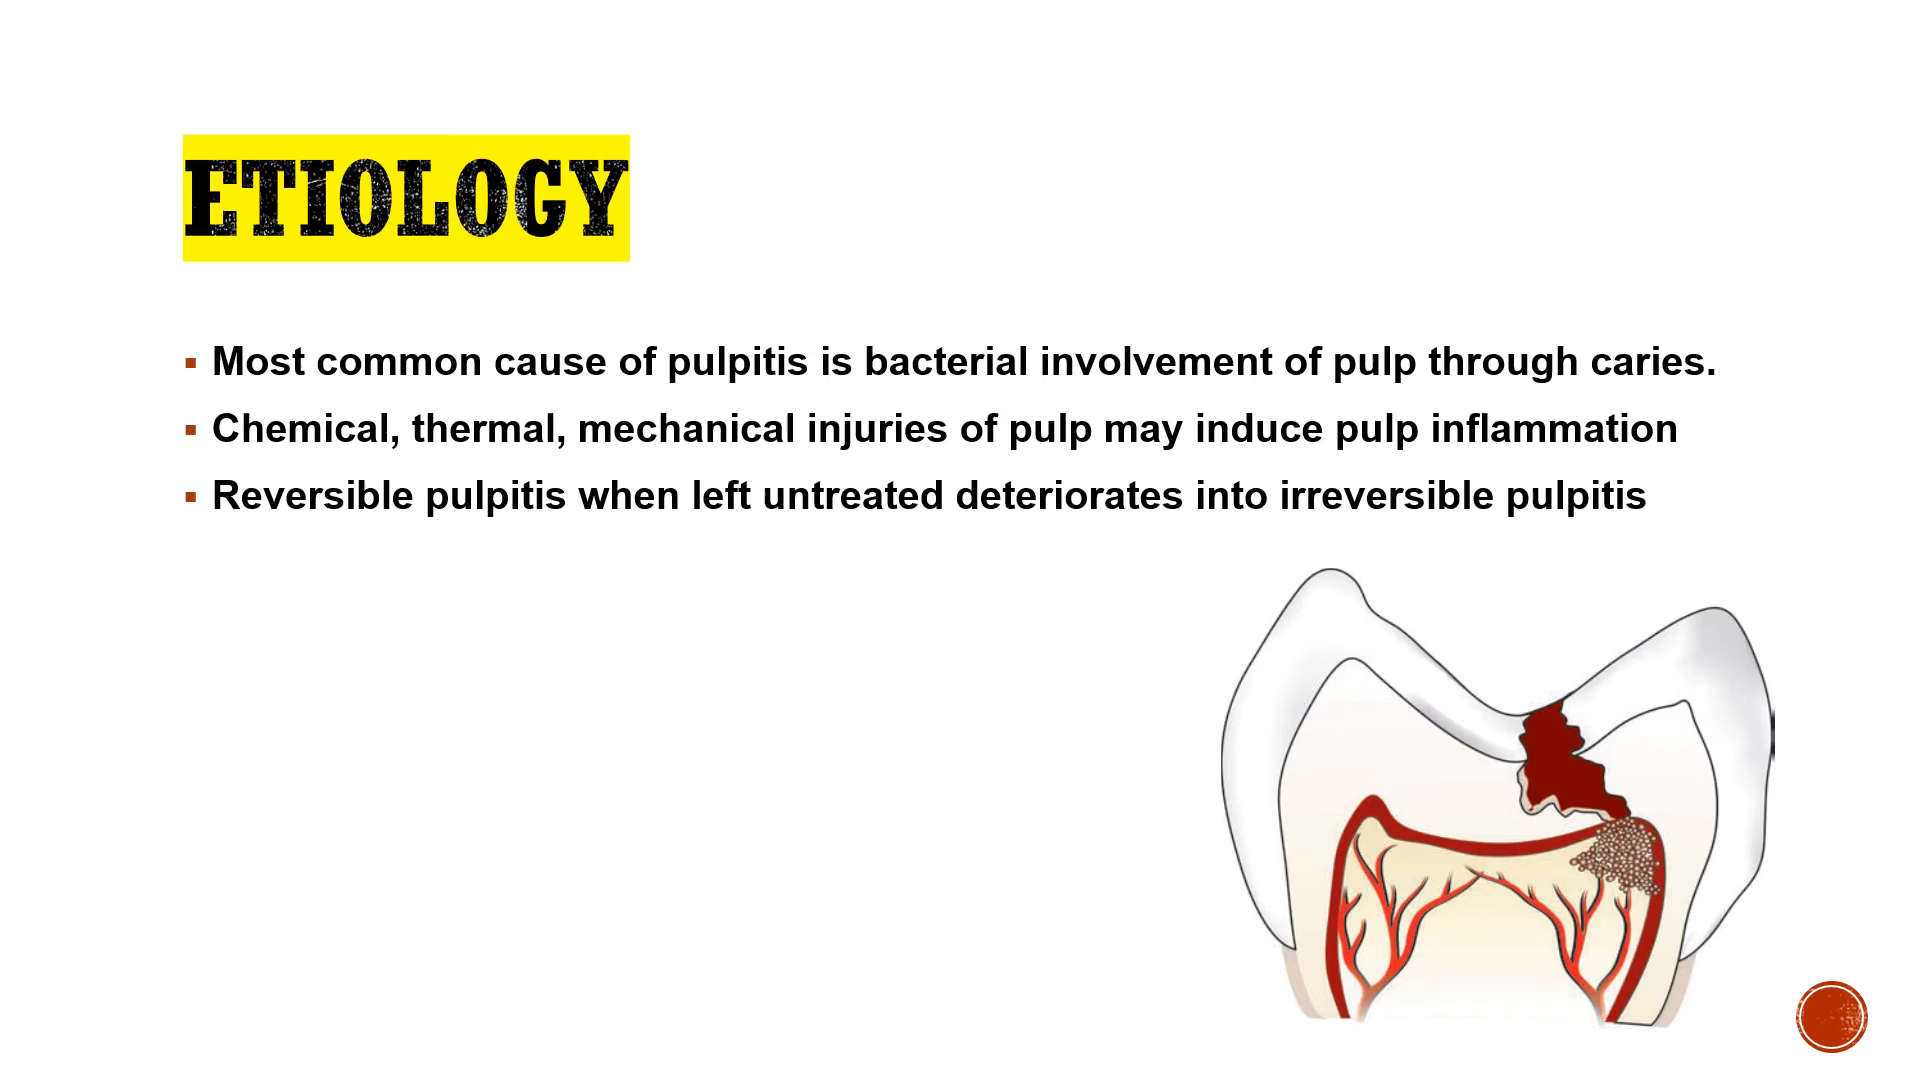 ETIOLOGY
▪ Most common cause of pulpitis is bacterial involvement of pulp through caries.
▪ Chemical, thermal, mechanical injuries of pulp may induce pulp inflammation
▪ Reversible pulpitis when left untreated deteriorates into irreversible pulpitis